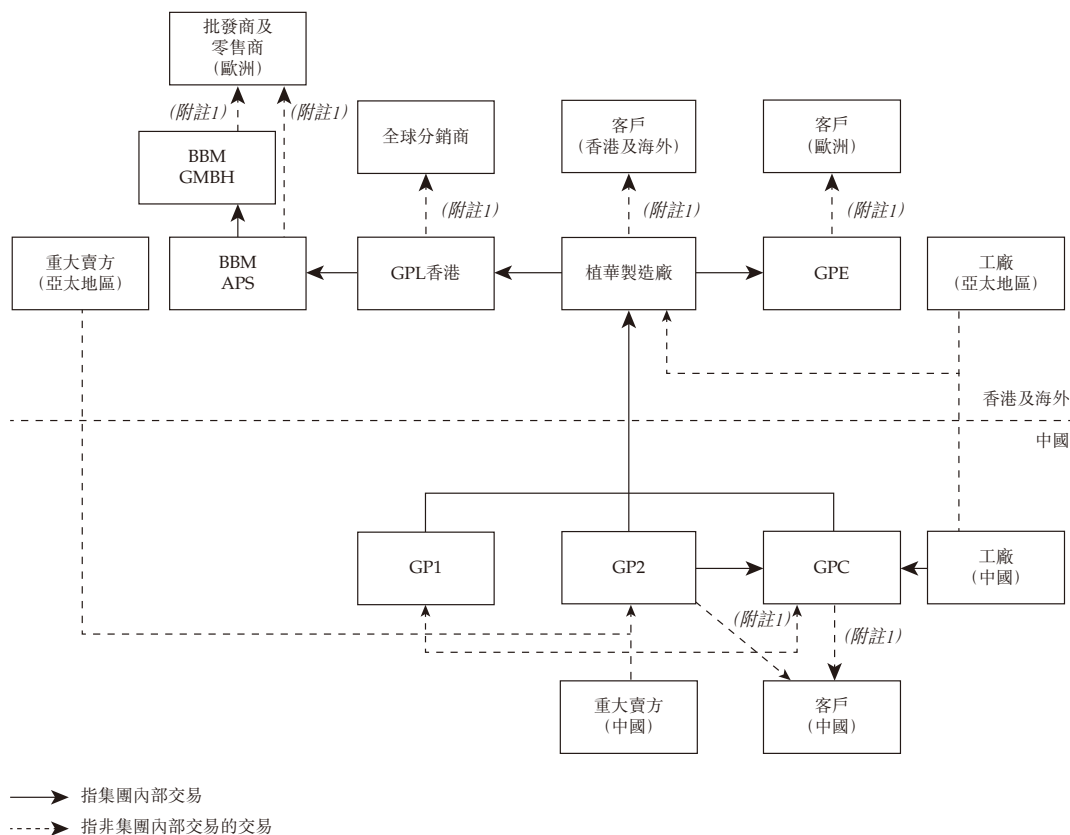 批發商及
零售商
(歐洲)
(附註1)
(附註1)
BBM
GMBH
全球分銷商
客戶
(香港及海外)
客戶
(歐洲)
(附註1)
(附註1)
(附註1)
重大賣方
(亞太地區)
BBM
APS
GPL香港
植華製造廠
GPE
工廠
(亞太地區)
香港及海外
中國
GP1
GP2
GPC
工廠
(中國)
(附註1)
(附註1)
重大賣方
(中國)
客戶
(中國)
指集團內部交易
指非集團內部交易的交易